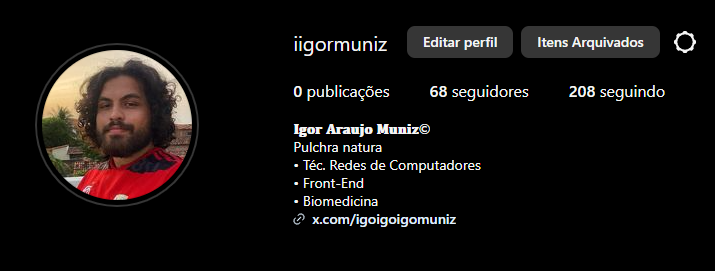 iigormuniz Editar perfil Itens Arquivados
0 publicações 68 seguidores 208 seguindo
Igor Araujo Muniz©
Pulchra natura
• Téc. Redes de Computadores
• Front-End
• Biomedicina
x.com/igoigoigomuniz